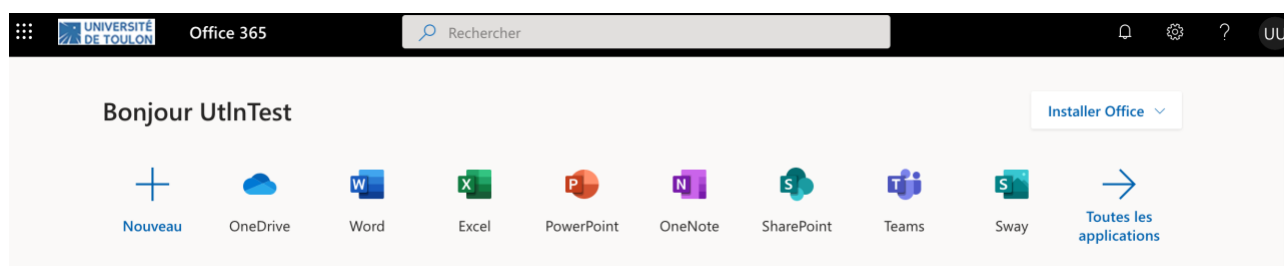 UNIVERSITÉ
DE TOULON
Office 365
Rechercher
?
UU
Bonjour UtlnTest
Installer Office
Nouveau
OneDrive
Word
Excel
PowerPoint
OneNote
SharePoint
Teams
Sway
Toutes les
applications